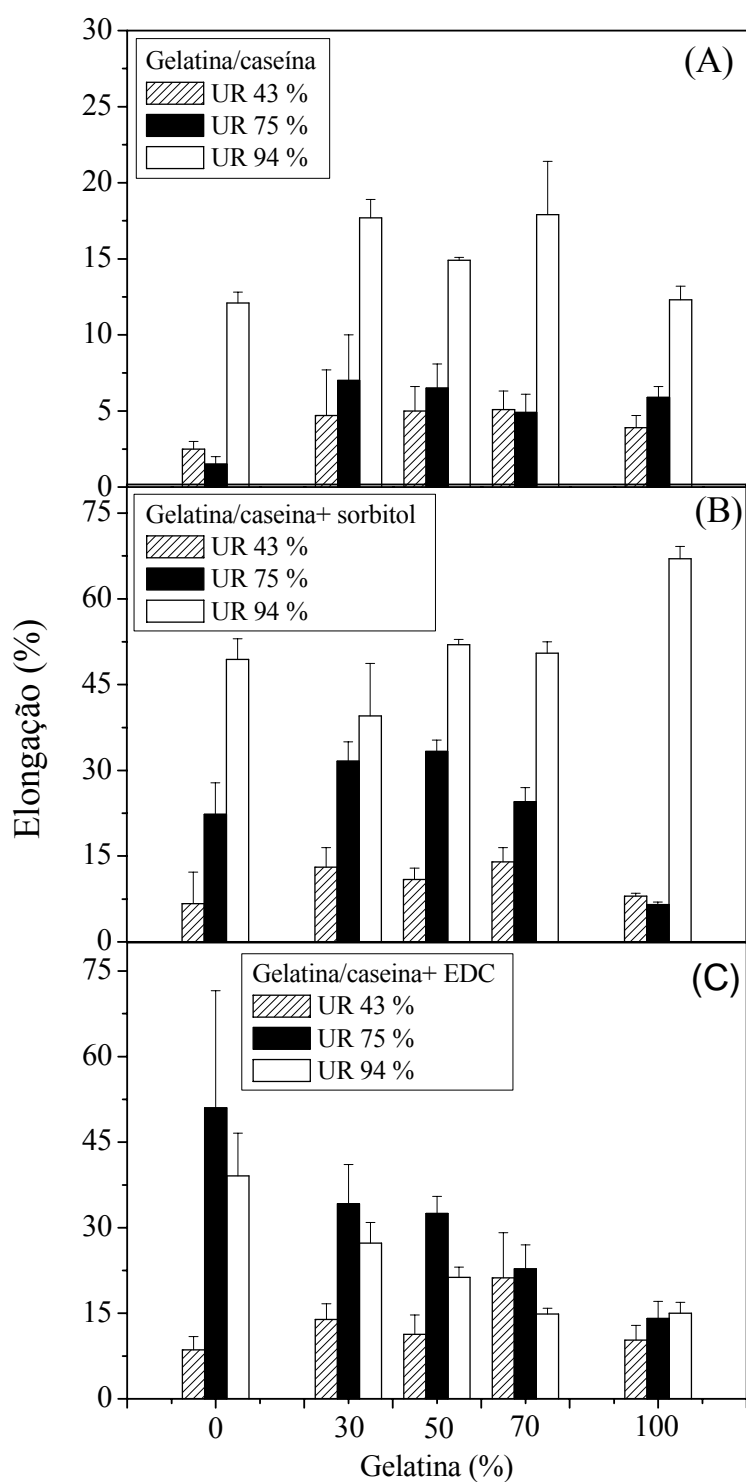 30
25
20
15
10
5
0
Gelatina/caseína
UR 43 %
UR 75 %
UR 94 %
(A)
75
60
45
30
15
0
Gelatina/caseina+ sorbitol
UR 43 %
UR 75 %
UR 94 %
(B)
Elongação (%)
75
60
45
30
15
0
Gelatina/caseina+ EDC
UR 43 %
UR 75 %
UR 94 %
(C)
0 30 50 70 100
Gelatina (%)